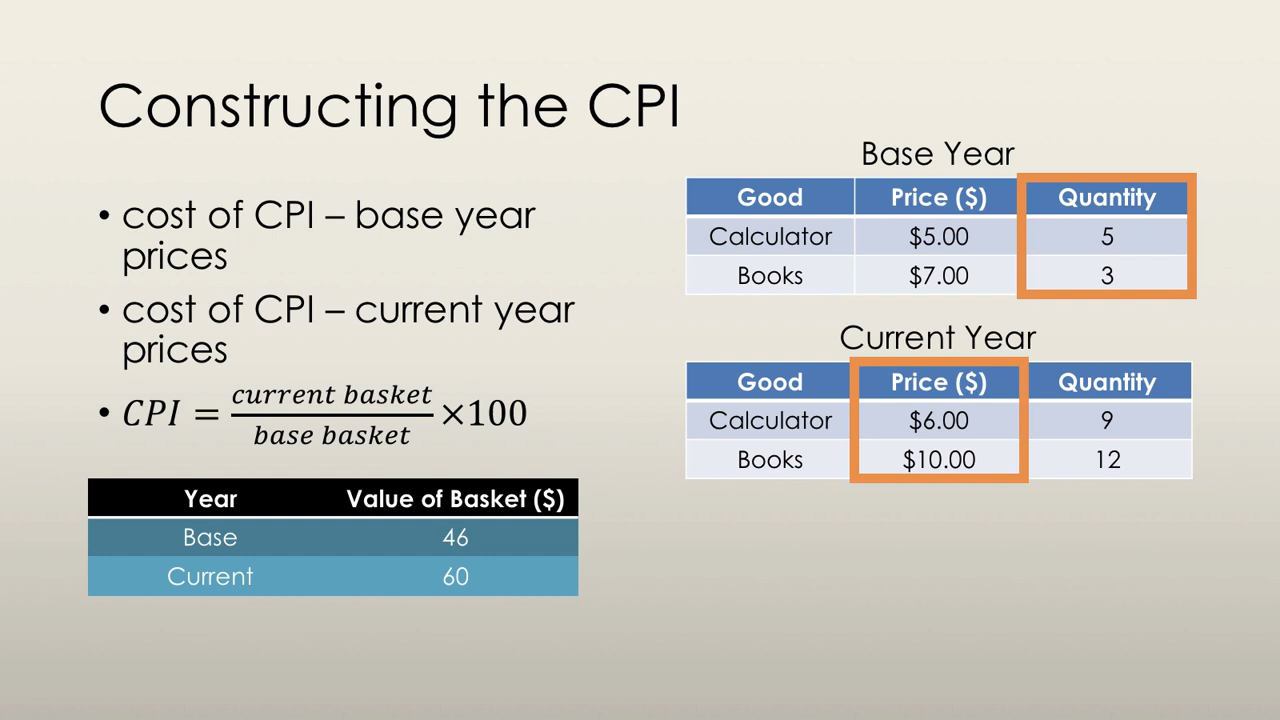 Constructing the CPI
• cost of CPI – base year
prices
• cost of CPI – current year
prices
• CPI = current basket / base basket ×100
Year Value of Basket ($)
Base 46
Current 60
Base Year
Good Price ($) Quantity
Calculator $5.00 5
Books $7.00 3
Current Year
Good Price ($) Quantity
Calculator $6.00 9
Books $10.00 12